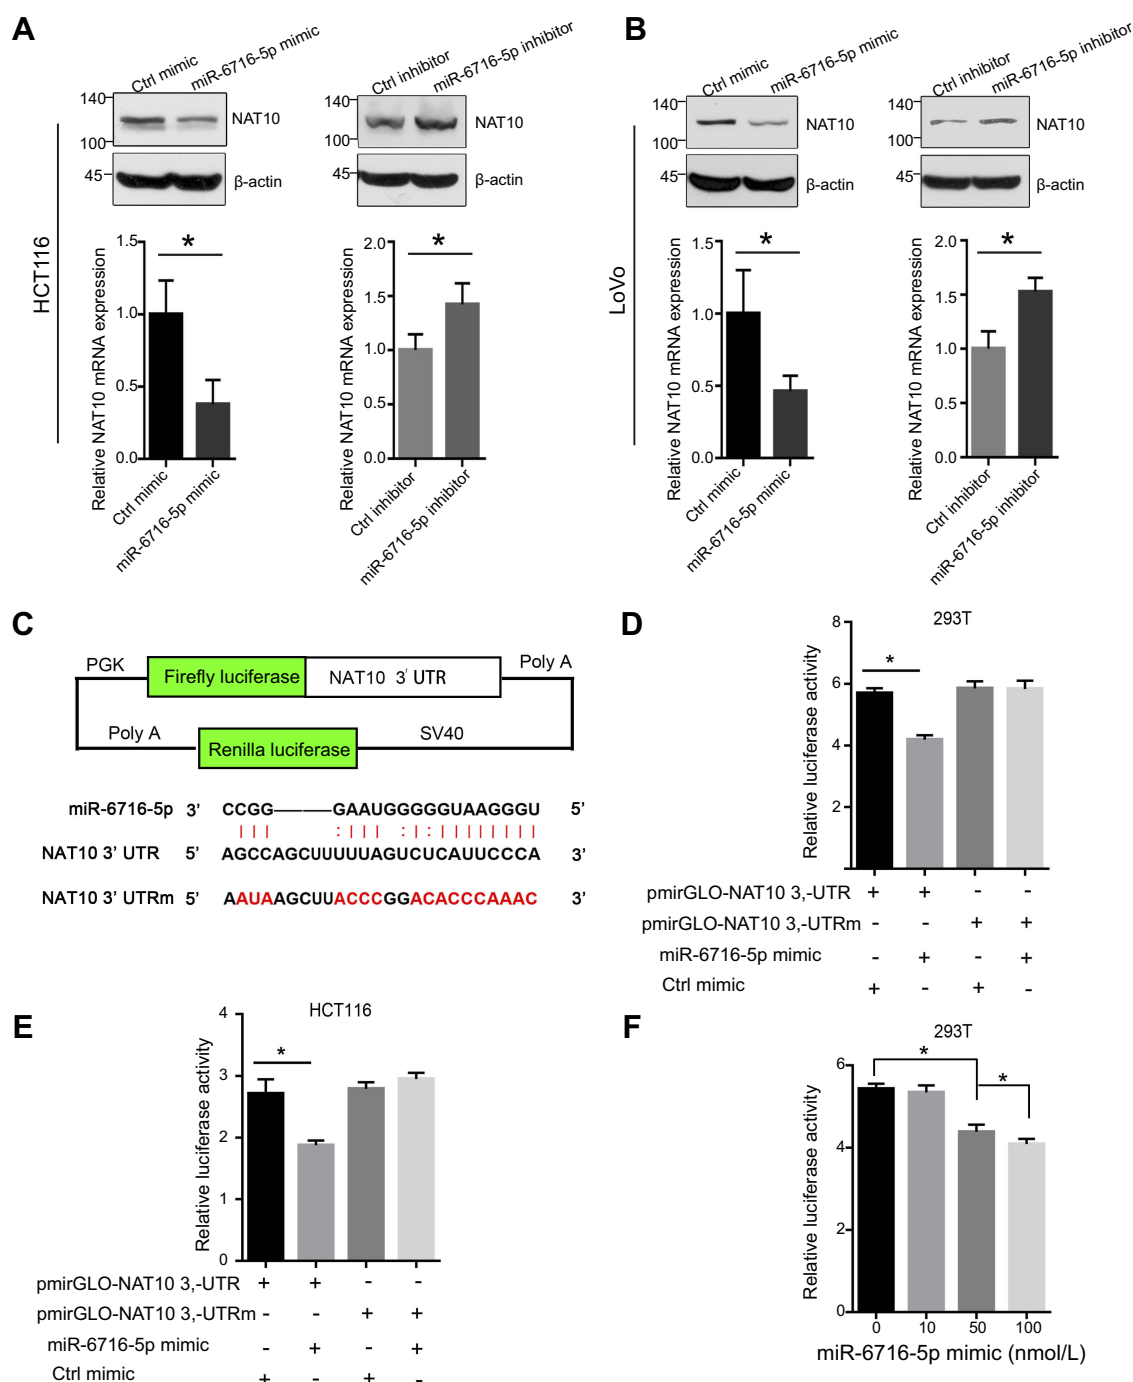 A
Ctrl mimic
miR-6716-5p mimic
140
100
NAT10
45
β-actin
Ctrl inhibitor
miR-6716-5p inhibitor
140
100
NAT10
45
β-actin
HCT116
Relative NAT10 mRNA expression
1.5
1.0
0.5
0.0
*
Ctrl mimic
miR-6716-5p mimic
Relative NAT10 mRNA expression
2.0
1.5
1.0
0.5
0.0
*
Ctrl inhibitor
miR-6716-5p inhibitor
B
Ctrl mimic
miR-6716-5p mimic
140
100
NAT10
45
β-actin
Ctrl inhibitor
miR-6716-5p inhibitor
140
100
NAT10
45
β-actin
LoVo
Relative NAT10 mRNA expression
1.5
1.0
0.5
0.0
*
Ctrl mimic
miR-6716-5p mimic
Relative NAT10 mRNA expression
2.0
1.5
1.0
0.5
0.0
*
Ctrl inhibitor
miR-6716-5p inhibitor
C
PGK
Firefly luciferase
NAT10 3' UTR
Poly A
Poly A
Renilla luciferase
SV40
miR-6716-5p 3’ CCGG———GAAUGGGGGUAAGGGU 5’
| | | : | | | : | : | | | | | | | |
NAT10 3’ UTR 5’ AGCCAGCUUUUUAGUCUCAUUCCCA 3’
NAT10 3’ UTRm 5’ AAUAAGCUUACCCGGACACCCAAAC 3’
D
293T
Relative luciferase activity
8
6
4
2
*
pmirGLO-NAT10 3,-UTR + + - -
pmirGLO-NAT10 3,-UTRm - - + +
miR-6716-5p mimic - + - +
Ctrl mimic + - + -
E
HCT116
Relative luciferase activity
4
3
2
1
0
*
pmirGLO-NAT10 3,-UTR + + - -
pmirGLO-NAT10 3,-UTRm - - + +
miR-6716-5p mimic - + - +
Ctrl mimic + - + -
F
293T
Relative luciferase activity
6
4
2
0
*
*
0 10 50 100
miR-6716-5p mimic (nmol/L)